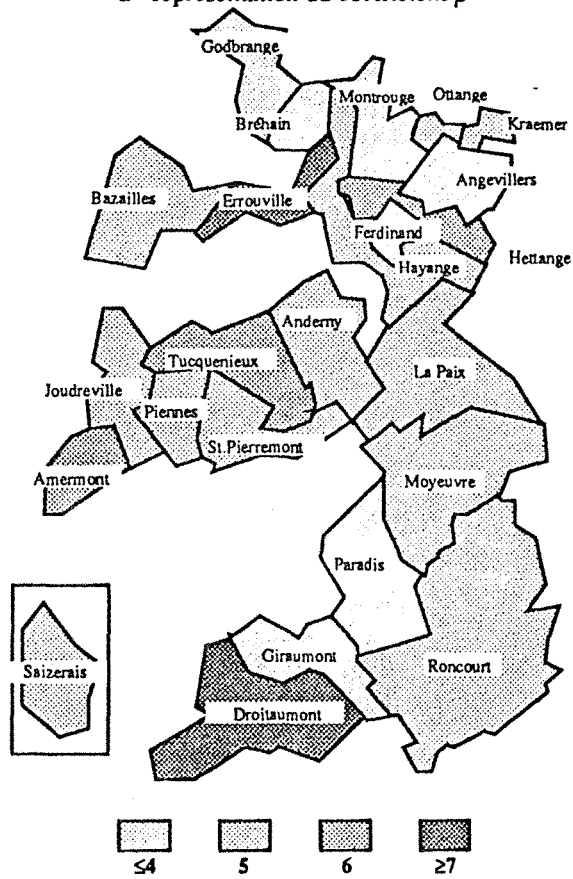 Godbrange
Montrouge
Ottange
Bréhain
Kraemer
Angevillers
Bazailles
Errouville
Ferdinand
Hettange
Hayange
Anderny
Tucquenieux
La Paix
Joudreville
Piennes
St.Pierremont
Amermont
Moyeuvre
Paradis
Saizerais
Giraumont
Roncourt
Droitaumont
≤4 5 6 ≥7